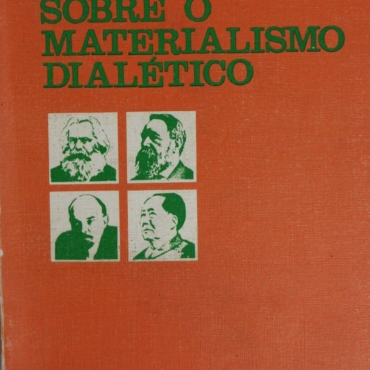 SOBRE O
MATERIALISMO
DIALÉTICO